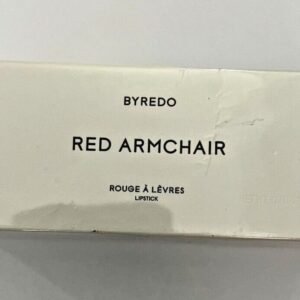 BYREDO
RED ARMCHAIR
ROUGE À LÈVRES
LIPSTICK